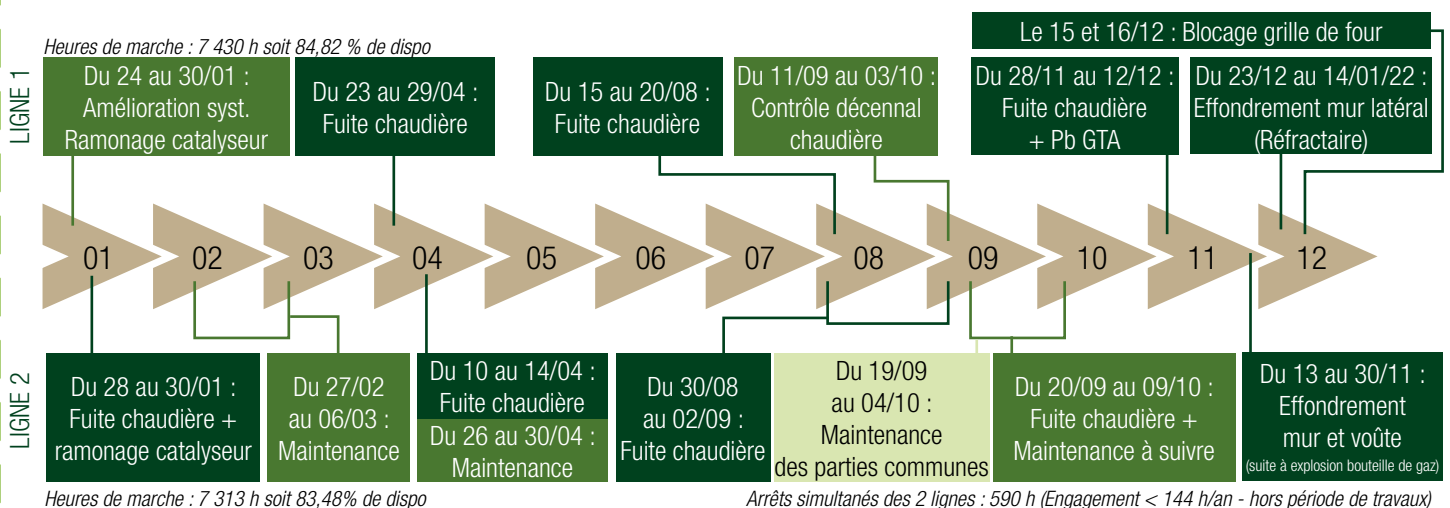 Le 15 et 16/12 : Blocage grille de four
Heures de marche : 7 430 h soit 84,82 % de dispo
LIGNE 1
Du 24 au 30/01 :
Amélioration syst.
Ramonage catalyseur
Du 23 au 29/04 :
Fuite chaudière
Du 15 au 20/08 :
Fuite chaudière
Du 11/09 au 03/10 :
Contrôle décennal
chaudière
Du 28/11 au 12/12 :
Fuite chaudière
+ Pb GTA
Du 23/12 au 14/01/22 :
Effondrement mur latéral
(Réfractaire)
01
02
03
04
05
06
07
08
09
10
11
12
LIGNE 2
Du 28 au 30/01 :
Fuite chaudière +
ramonage catalyseur
Du 27/02
au 06/03 :
Maintenance
Du 10 au 14/04 :
Fuite chaudière
Du 26 au 30/04 :
Maintenance
Du 30/08
au 02/09 :
Fuite chaudière
Du 19/09
au 04/10 :
Maintenance
des parties communes
Du 20/09 au 09/10 :
Fuite chaudière +
Maintenance à suivre
Du 13 au 30/11 :
Effondrement
mur et voûte
(suite à explosion bouteille de gaz)
Heures de marche : 7 313 h soit 83,48% de dispo
Arrêts simultanés des 2 lignes : 590 h (Engagement < 144 h/an - hors période de travaux)